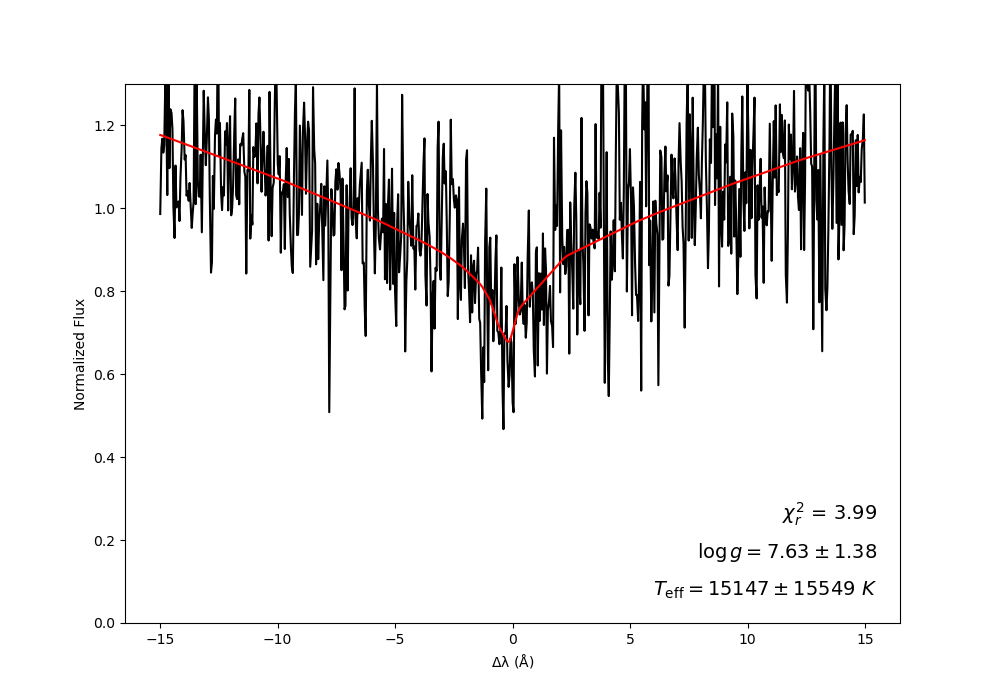 1.2
1.0
0.8
0.6
0.4
0.2
0.0
Normalized Flux
χ²ᵣ = 3.99
log g = 7.63 ± 1.38
T_eff = 15147 ± 15549 K
−15 −10 −5 0 5 10 15
Δλ (Å)